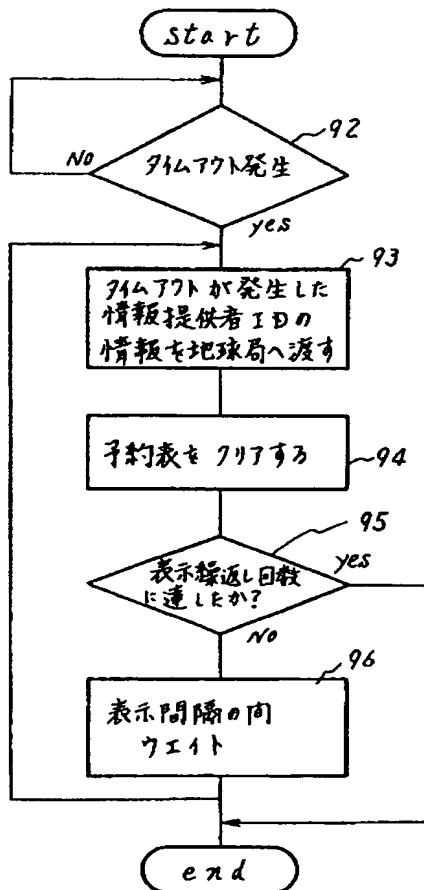 start
92
No
タイムアウト発生
yes
93
タイムアウトが発生した
情報提供者IDの
情報を地球局へ渡す
予約表をクリアする
94
95
表示繰返し回数
に達したか?
yes
No
96
表示間隔の間
ウエイト
end